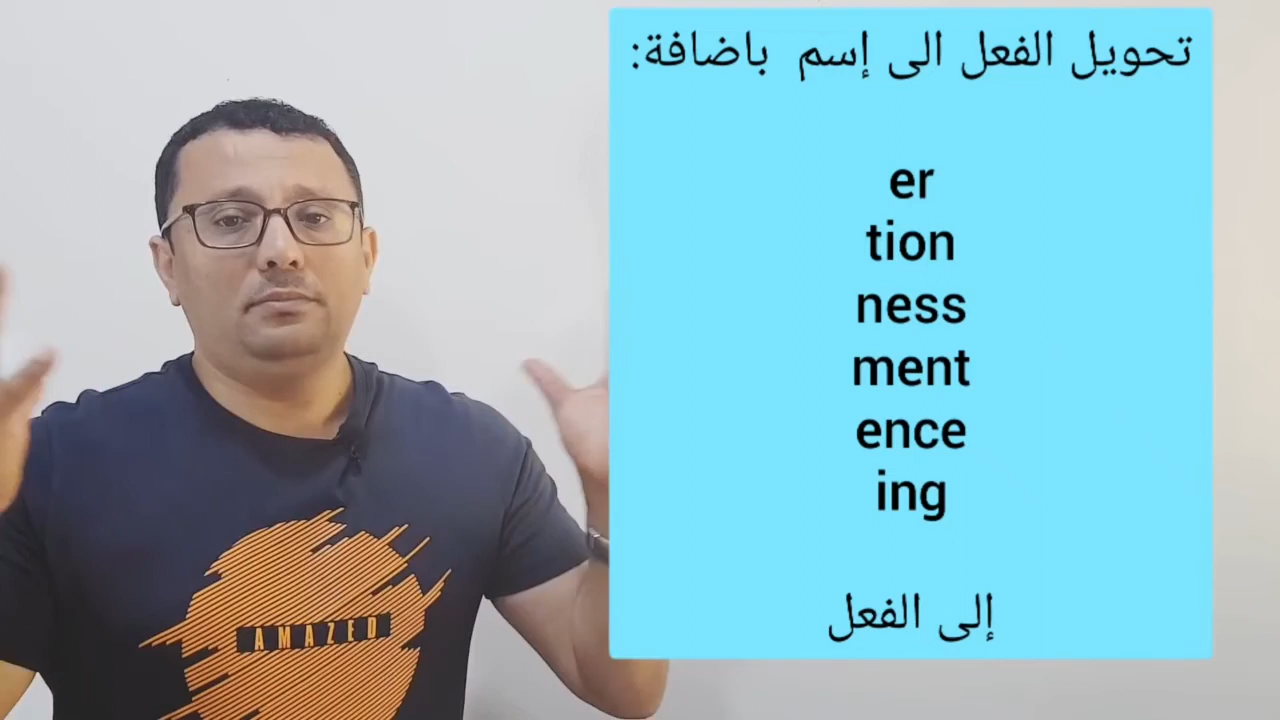 تحويل الفعل الى إسم باضافة:
er
tion
ness
ment
ence
ing
إلى الفعل
AMAZED